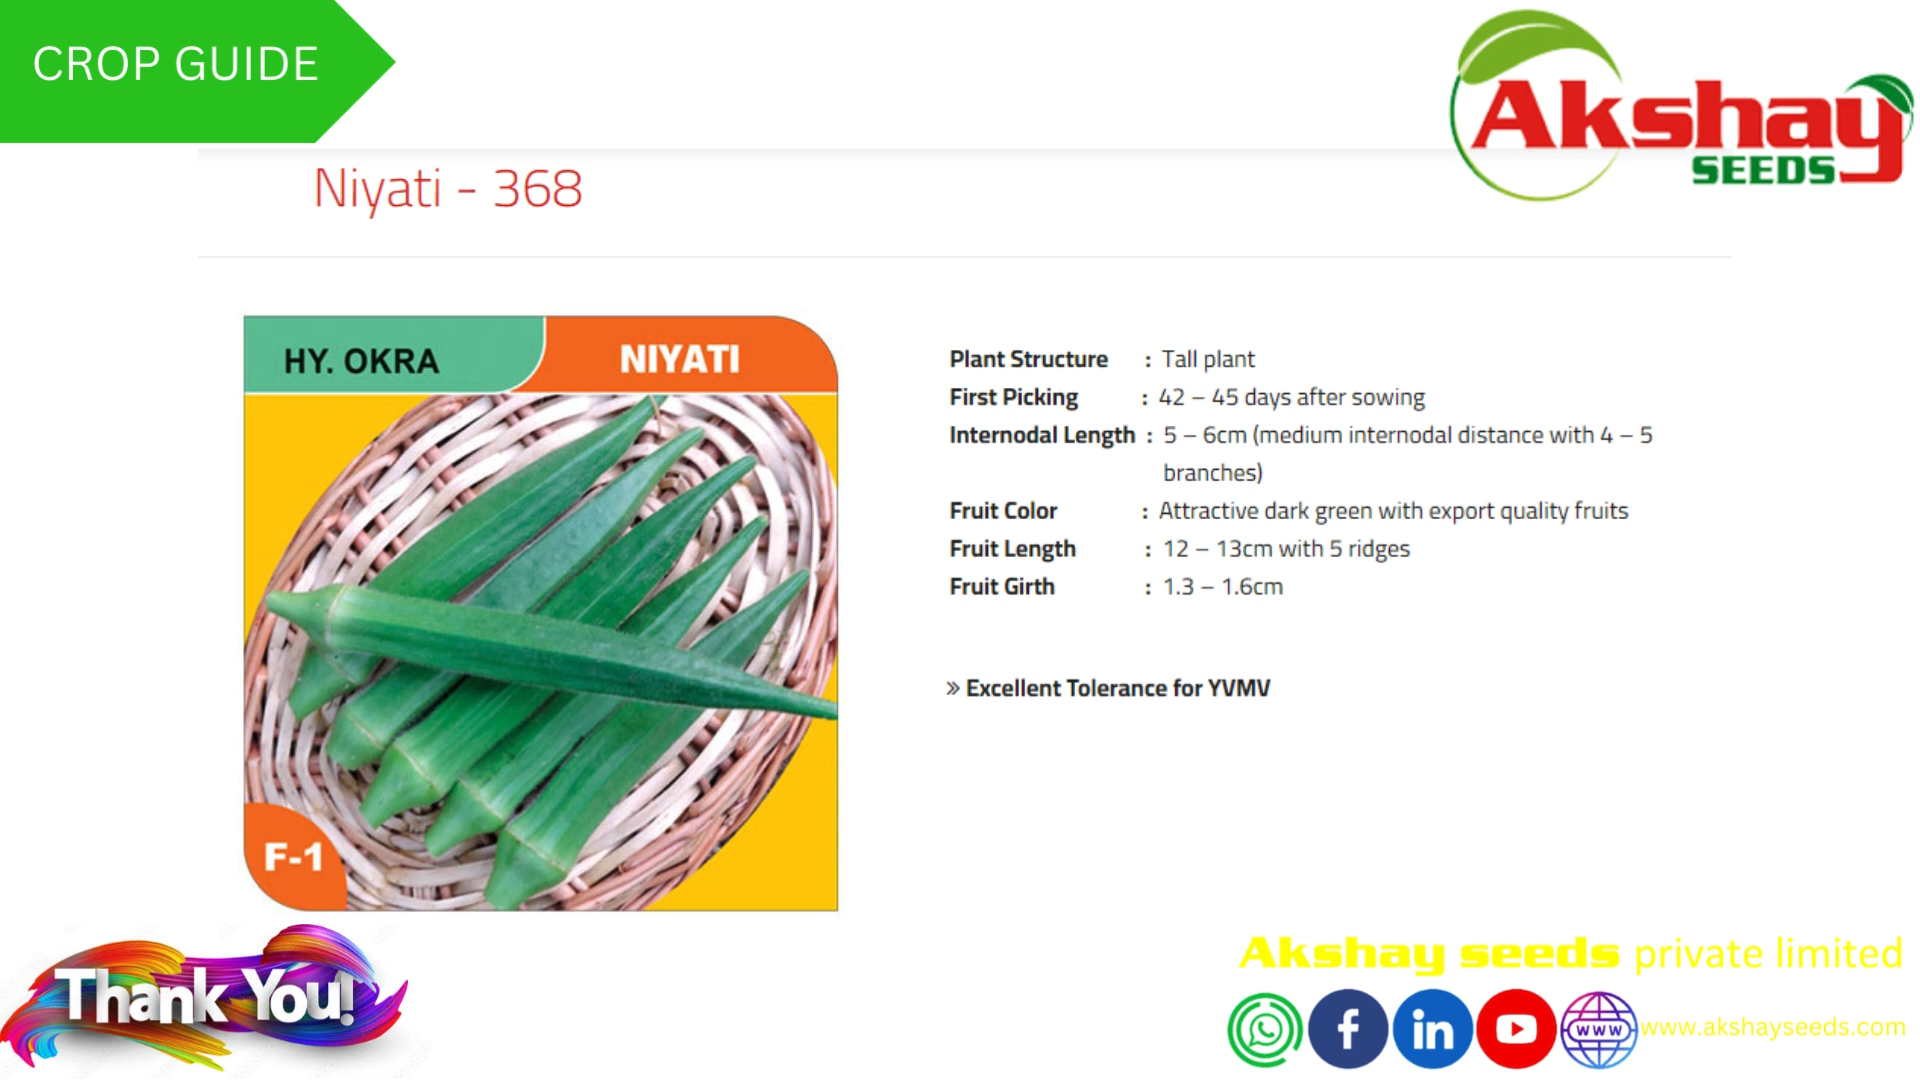 CROP GUIDE
Akshay
SEEDS
Niyati - 368
HY. OKRA
NIYATI
Plant Structure : Tall plant
First Picking : 42 – 45 days after sowing
Internodal Length : 5 – 6cm (medium internodal distance with 4 – 5
branches)
Fruit Color : Attractive dark green with export quality fruits
Fruit Length : 12 – 13cm with 5 ridges
Fruit Girth : 1.3 – 1.6cm
» Excellent Tolerance for YVMV
F-1
Thank You!
Akshay seeds private limited
f
in
www
www.akshayseeds.com